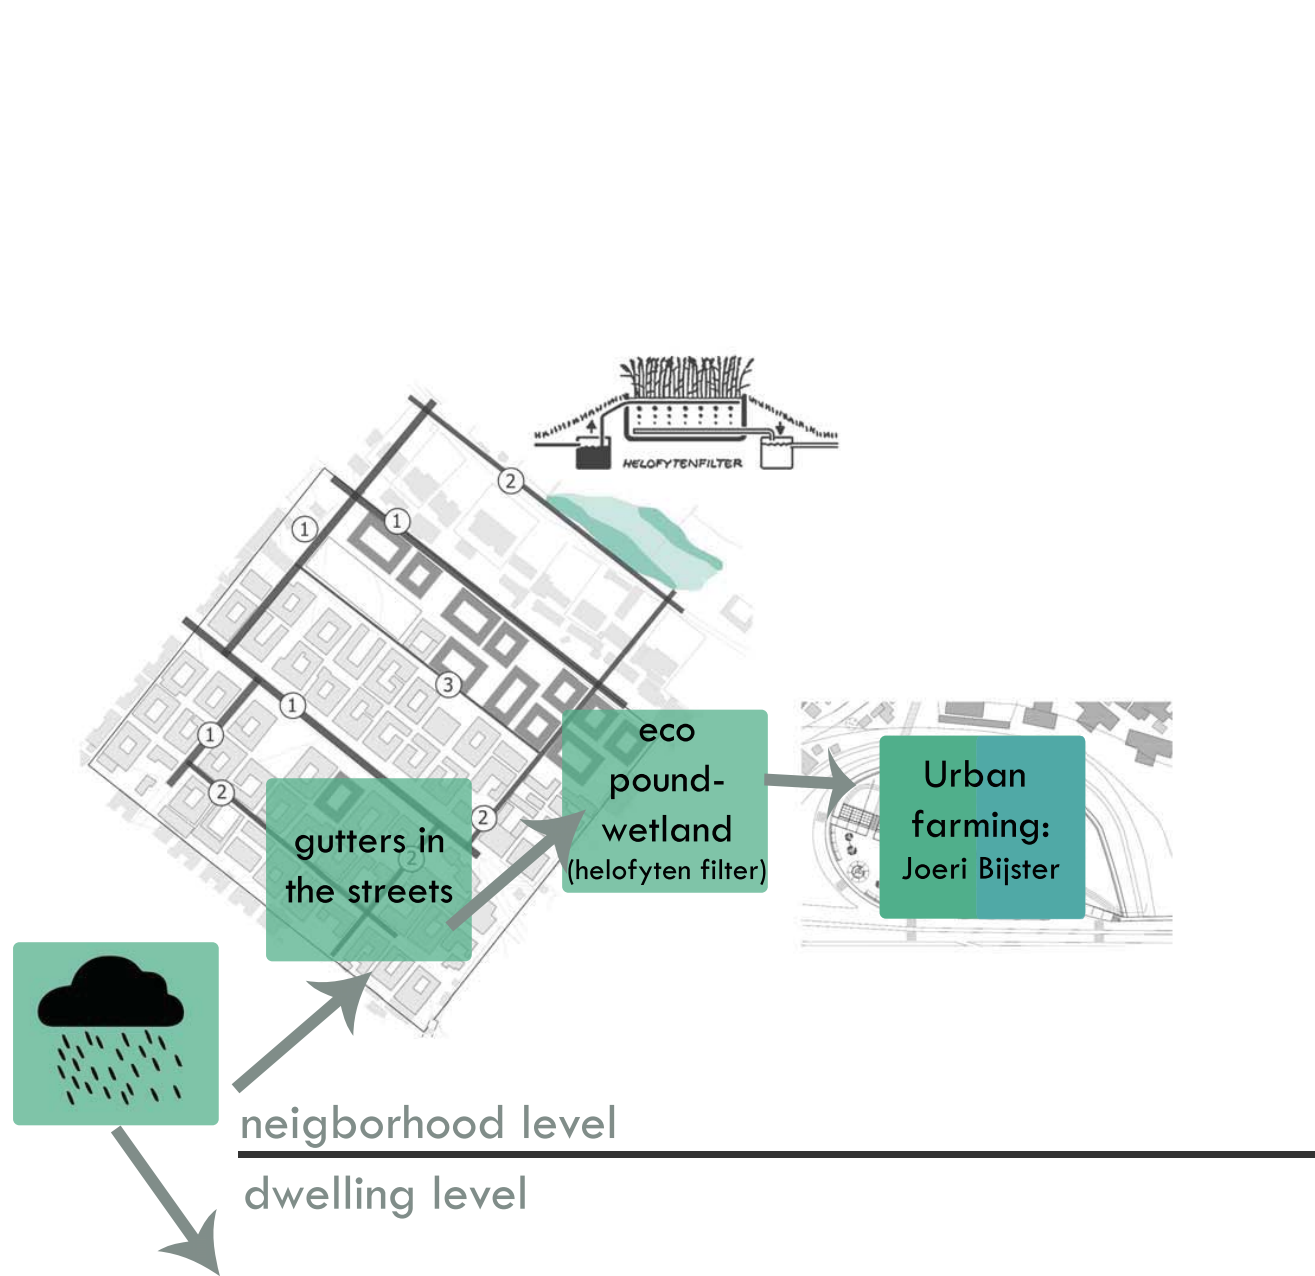 HELOFYTENFILTER
2
1
1
3
1
1
2
2
2
eco
pound-
wetland
(helofyten filter)
gutters in
the streets
Urban
farming:
Joeri Bijster
neigborhood level
dwelling level